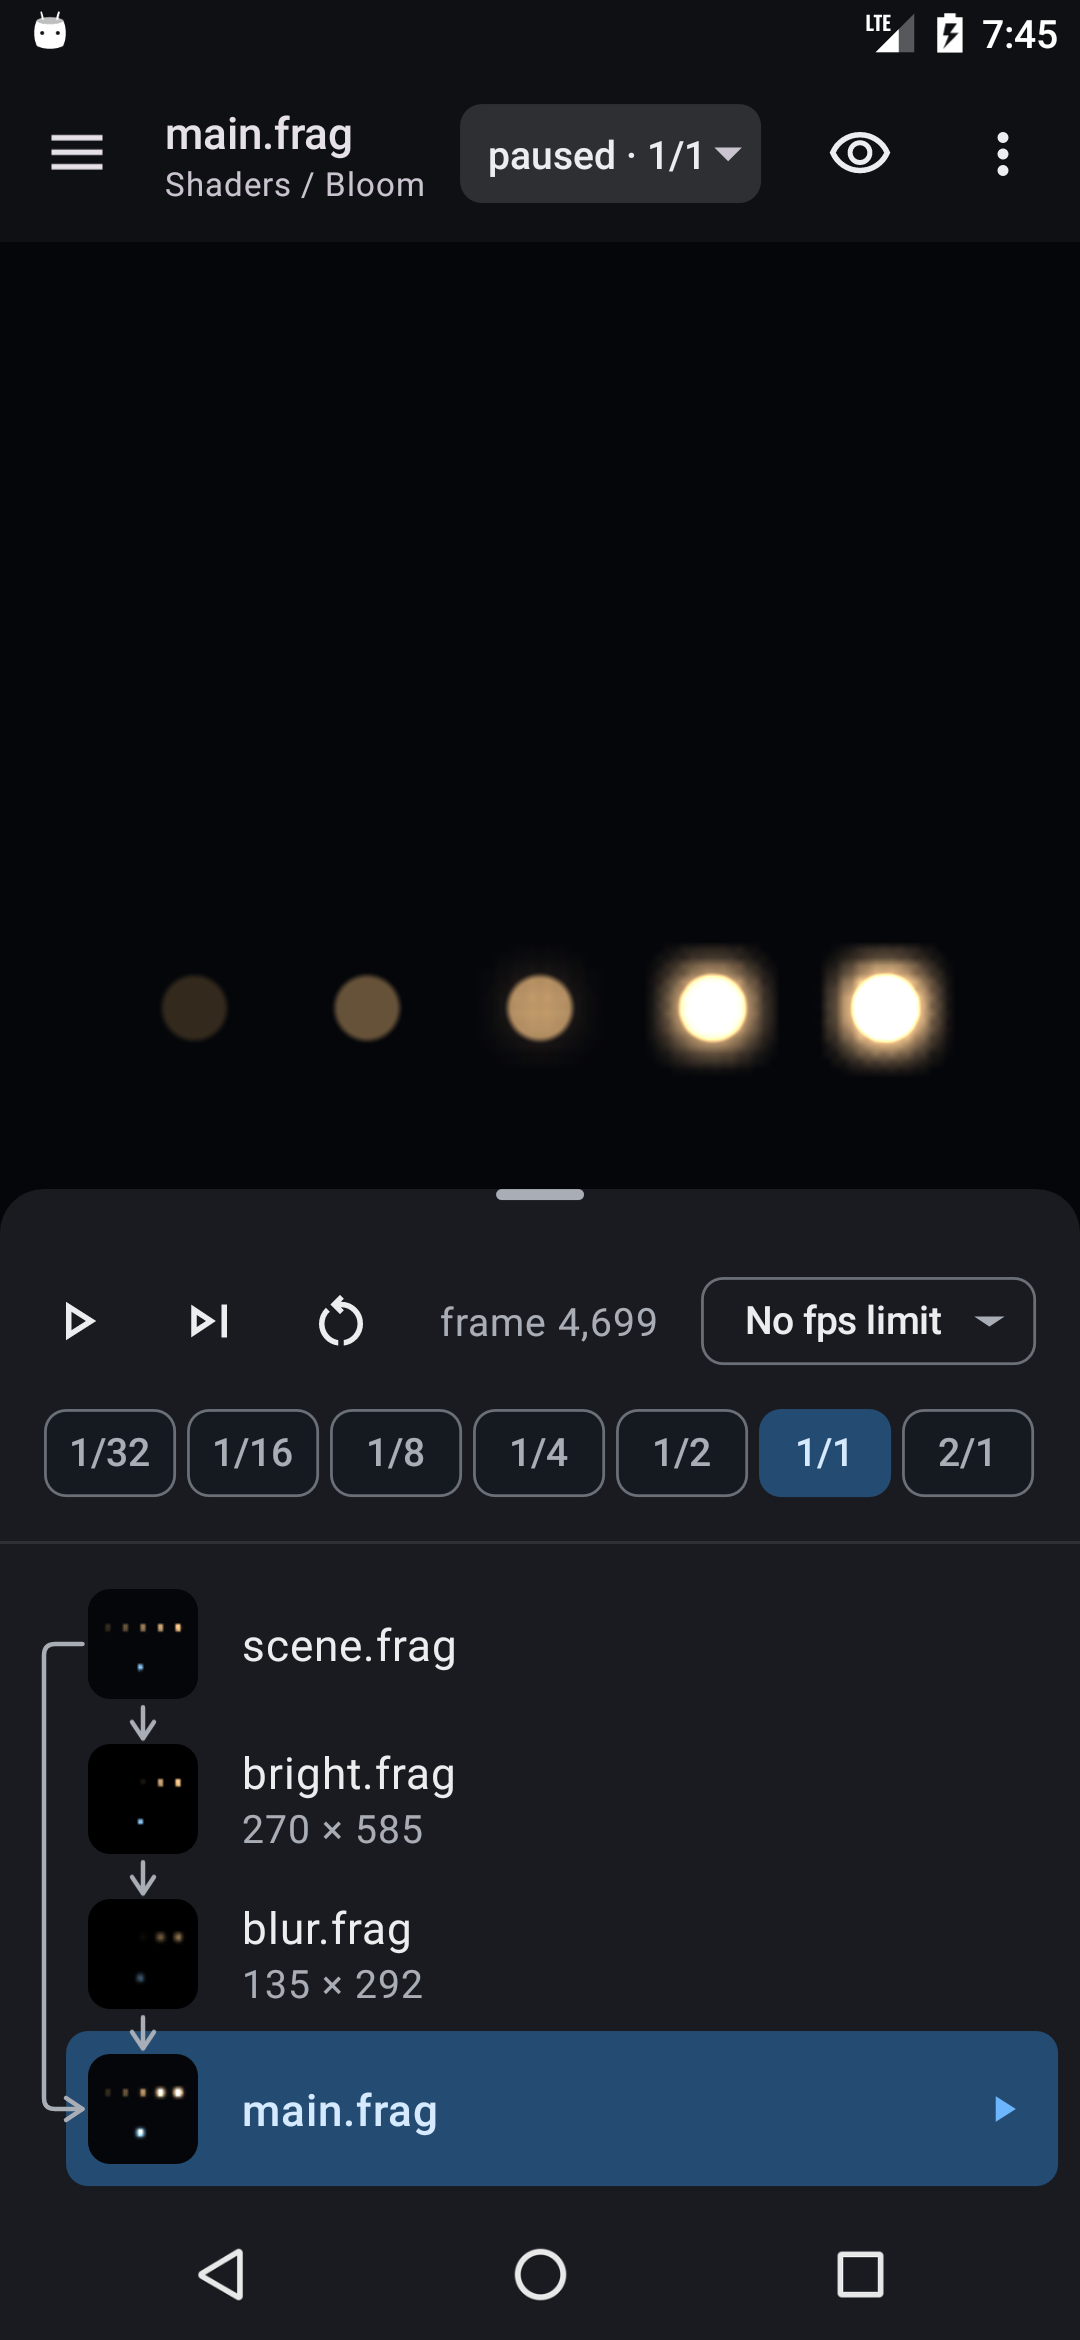 LTE 7:45
main.frag
Shaders / Bloom
paused · 1/1
frame 4,699
No fps limit
1/32 1/16 1/8 1/4 1/2 1/1 2/1
scene.frag
bright.frag
270 × 585
blur.frag
135 × 292
main.frag